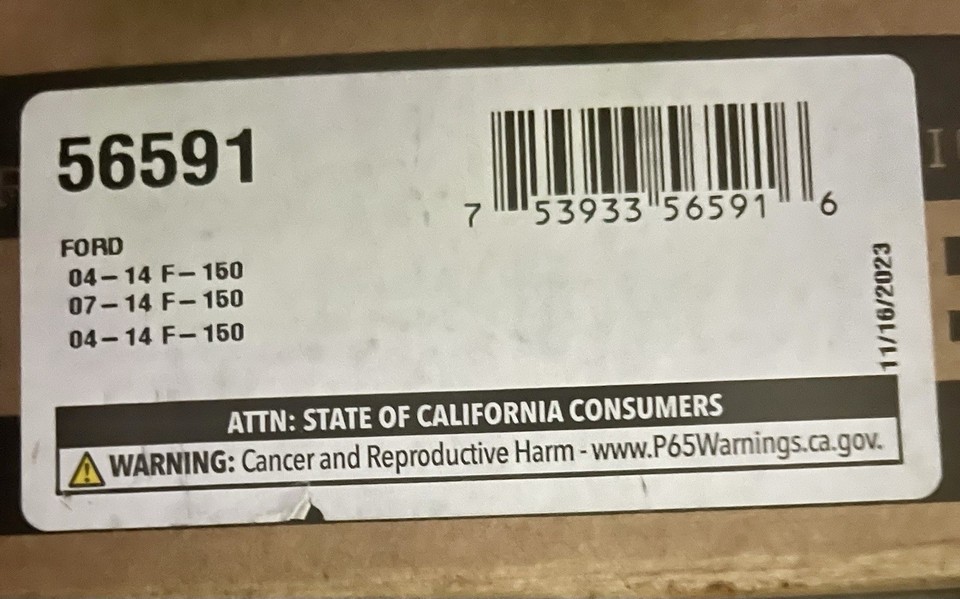 56591
7 53933 56591 6
FORD
04-14 F-150
07-14 F-150
04-14 F-150
11/16/2023
ATTN: STATE OF CALIFORNIA CONSUMERS
WARNING: Cancer and Reproductive Harm - www.P65Warnings.ca.gov.